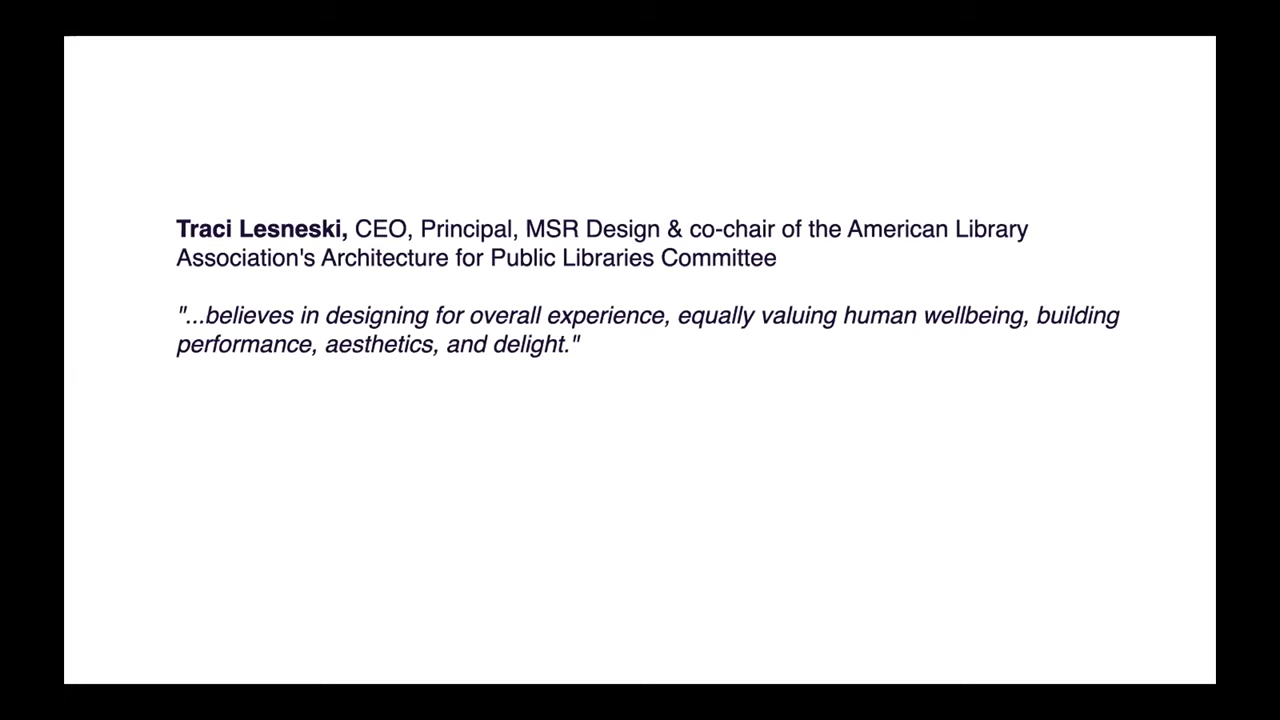 Traci Lesneski, CEO, Principal, MSR Design & co-chair of the American Library
Association's Architecture for Public Libraries Committee
"...believes in designing for overall experience, equally valuing human wellbeing, building
performance, aesthetics, and delight."